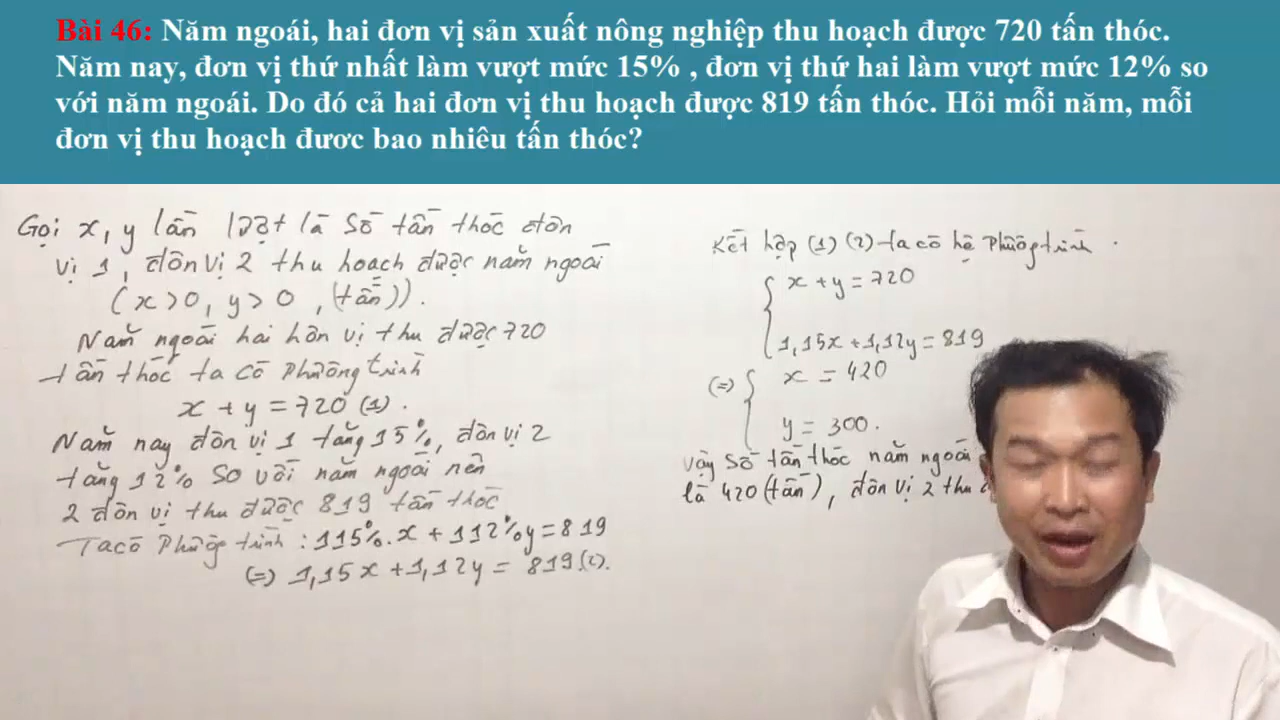 Bài 46: Năm ngoái, hai đơn vị sản xuất nông nghiệp thu hoạch được 720 tấn thóc.
Năm nay, đơn vị thứ nhất làm vượt mức 15% , đơn vị thứ hai làm vượt mức 12% so
với năm ngoái. Do đó cả hai đơn vị thu hoạch được 819 tấn thóc. Hỏi mỗi năm, mỗi
đơn vị thu hoạch đươc bao nhiêu tấn thóc?
Gọi x, y lần lượt là số tấn thóc đơn
vị 1, đơn vị 2 thu hoạch được năm ngoái
(x > 0, y > 0 , (tấn)).
Năm ngoái hai hơn vị thu được 720
tấn thóc ta có phương trình
x + y = 720 (1) .
Năm nay đơn vị 1 tăng 15%, đơn vị 2
tăng 12% so với năm ngoái nên
2 đơn vị thu được 819 tấn thóc
Ta có phương trình : 115%.x + 112%y = 819
(=) 1,15x + 1,12y = 819.(2).
Kết hợp (1) (2) ta có hệ phương trình .
x + y = 720
1,15x + 1,12y = 819
(=) x = 420
y = 300.
Vậy số tấn thóc năm ngoái
là 420 (tấn), đơn vị 2 thu